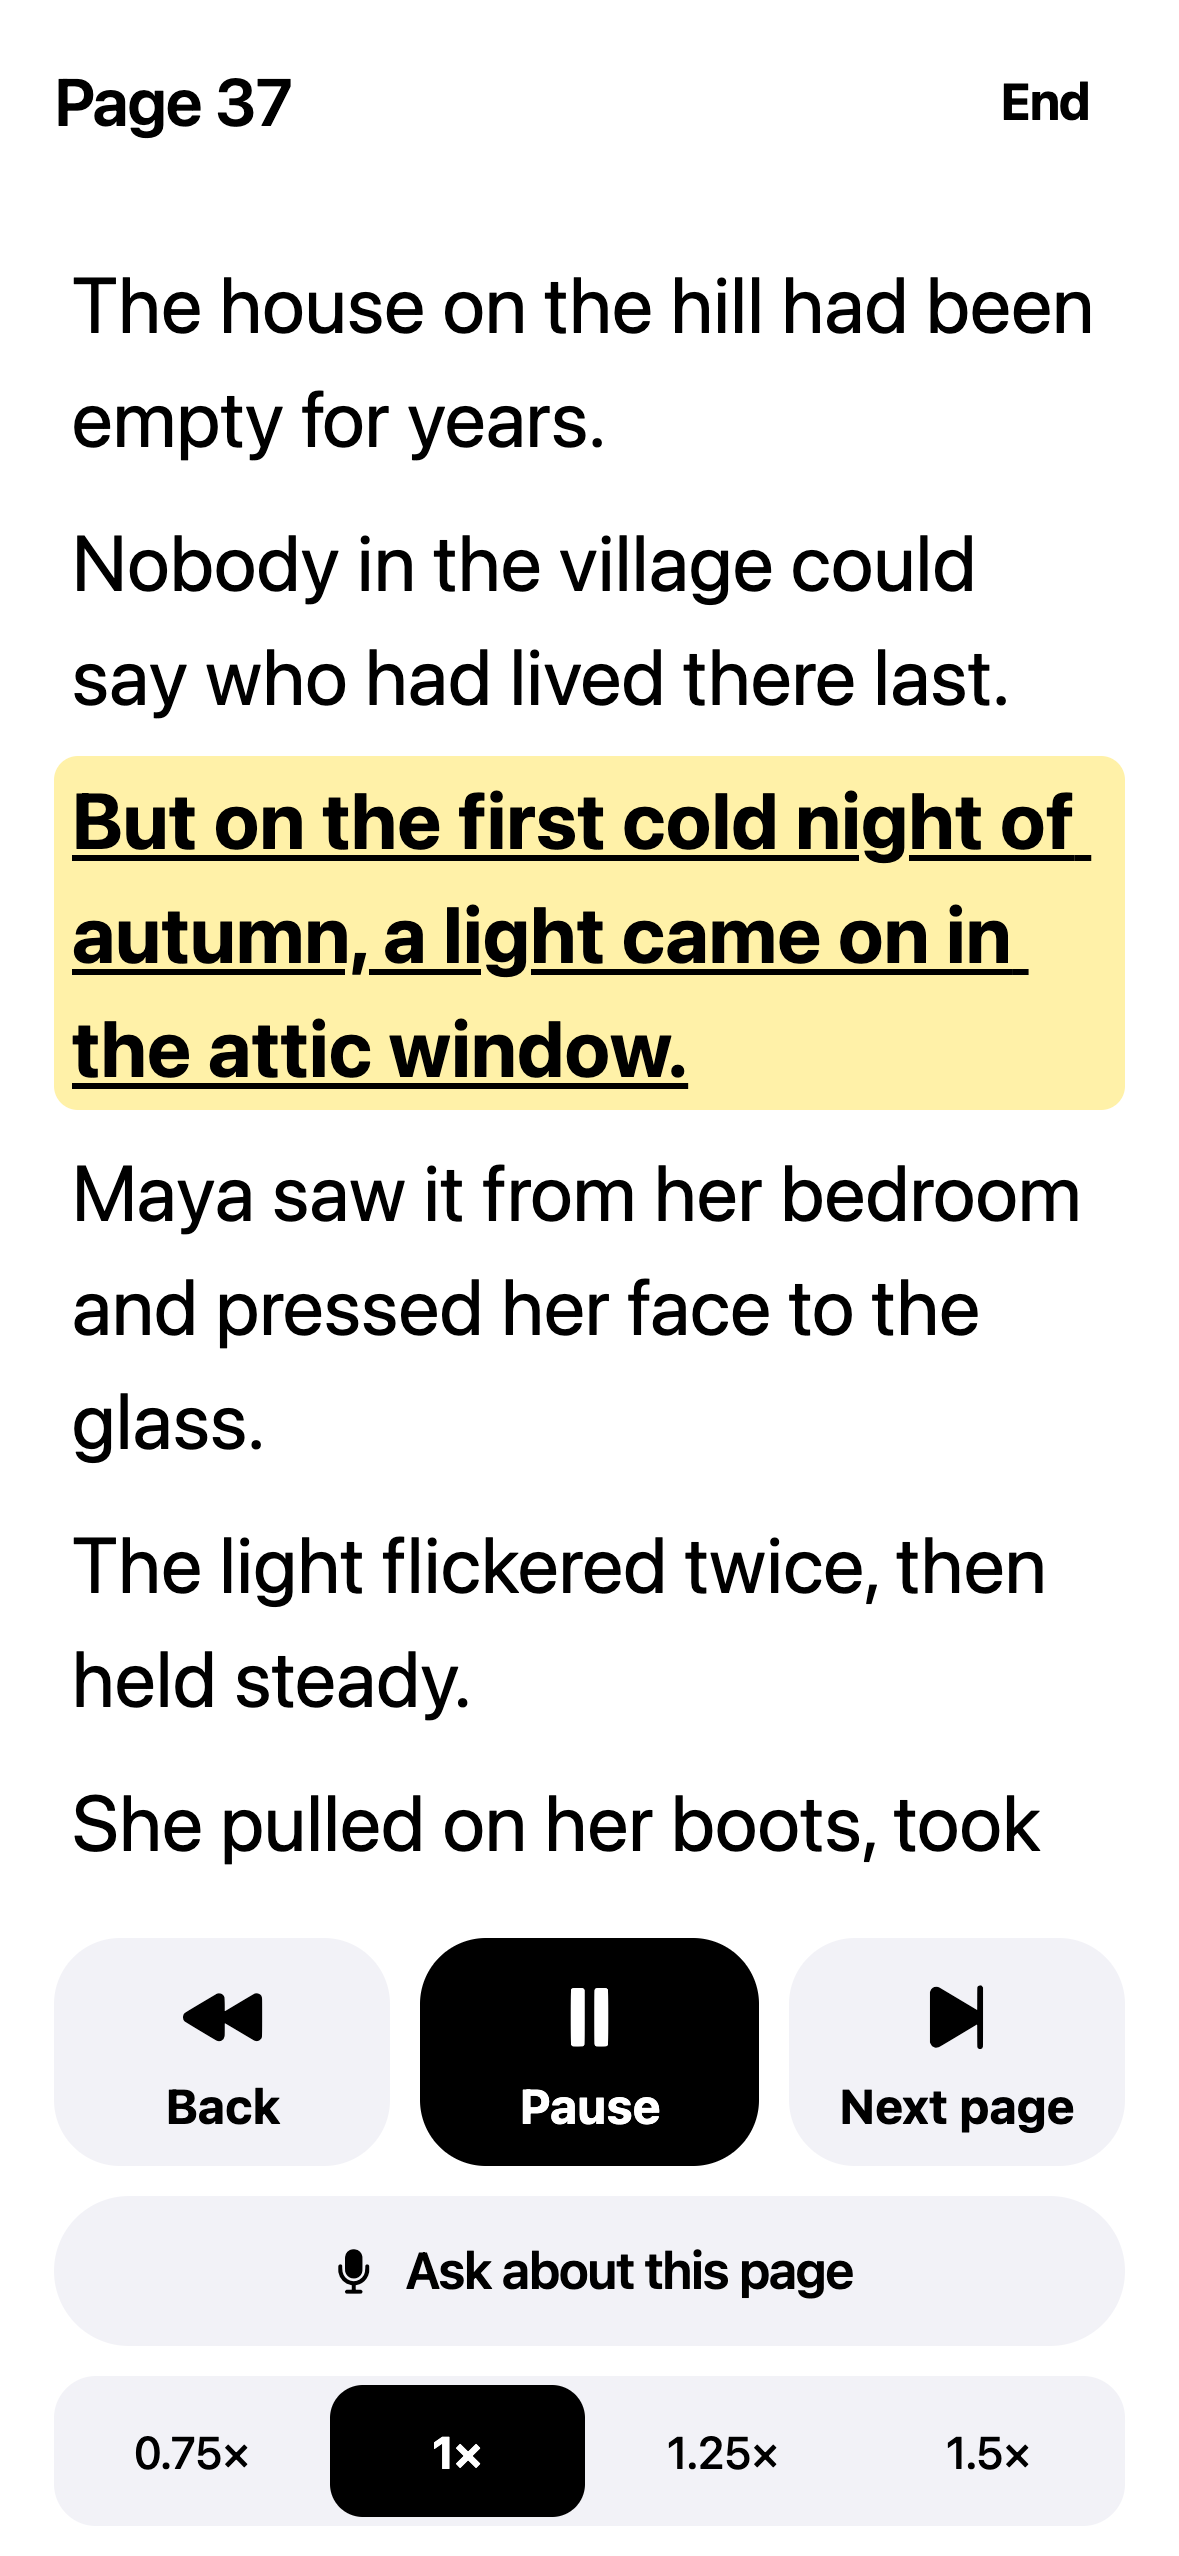 Page 37
End
The house on the hill had been
empty for years.
Nobody in the village could
say who had lived there last.
But on the first cold night of
autumn, a light came on in
the attic window.
Maya saw it from her bedroom
and pressed her face to the
glass.
The light flickered twice, then
held steady.
She pulled on her boots, took
Back
Pause
Next page
Ask about this page
0.75×
1×
1.25×
1.5×